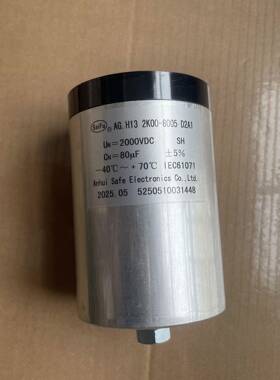 SaiFu ® AG.H13 2K00-8005 D2A1
UN=2000VDC SH
CN=80μF ±5%
-40℃~+70℃ IEC61071
Anhui Safe Electronics Co.,Ltd.
2025.05 5250510031448